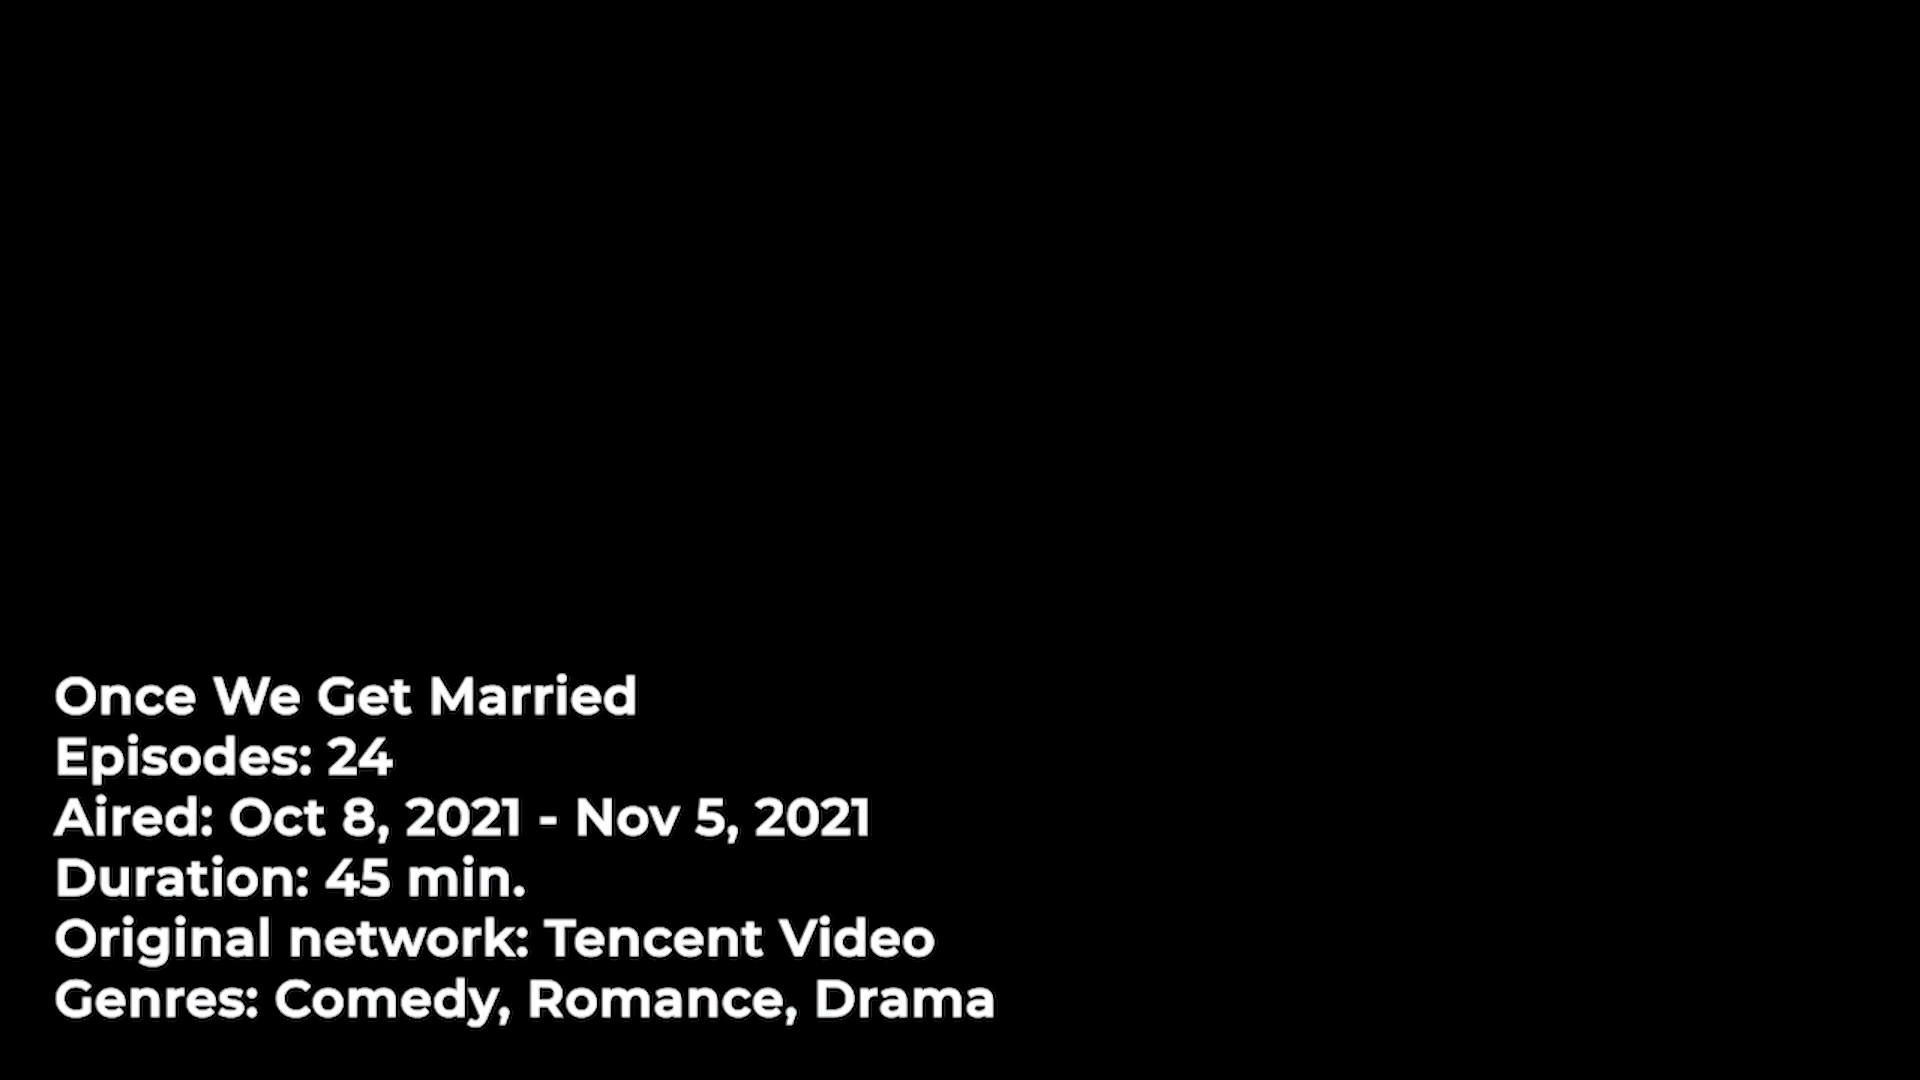 Once We Get Married
Episodes: 24
Aired: Oct 8, 2021 - Nov 5, 2021
Duration: 45 min.
Original network: Tencent Video
Genres: Comedy, Romance, Drama